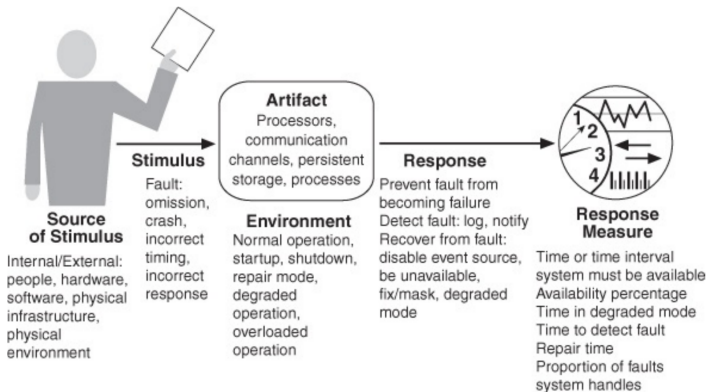 Source
of Stimulus
Internal/External:
people, hardware,
software, physical
infrastructure,
physical
environment
Stimulus
Fault:
omission,
crash,
incorrect
timing,
incorrect
response
Artifact
Processors,
communication
channels, persistent
storage, processes
Environment
Normal operation,
startup, shutdown,
repair mode,
degraded
operation,
overloaded
operation
Response
Prevent fault from
becoming failure
Detect fault: log, notify
Recover from fault:
disable event source,
be unavailable,
fix/mask, degraded
mode
1
2
3
4
Response
Measure
Time or time interval
system must be available
Availability percentage
Time in degraded mode
Time to detect fault
Repair time
Proportion of faults
system handles